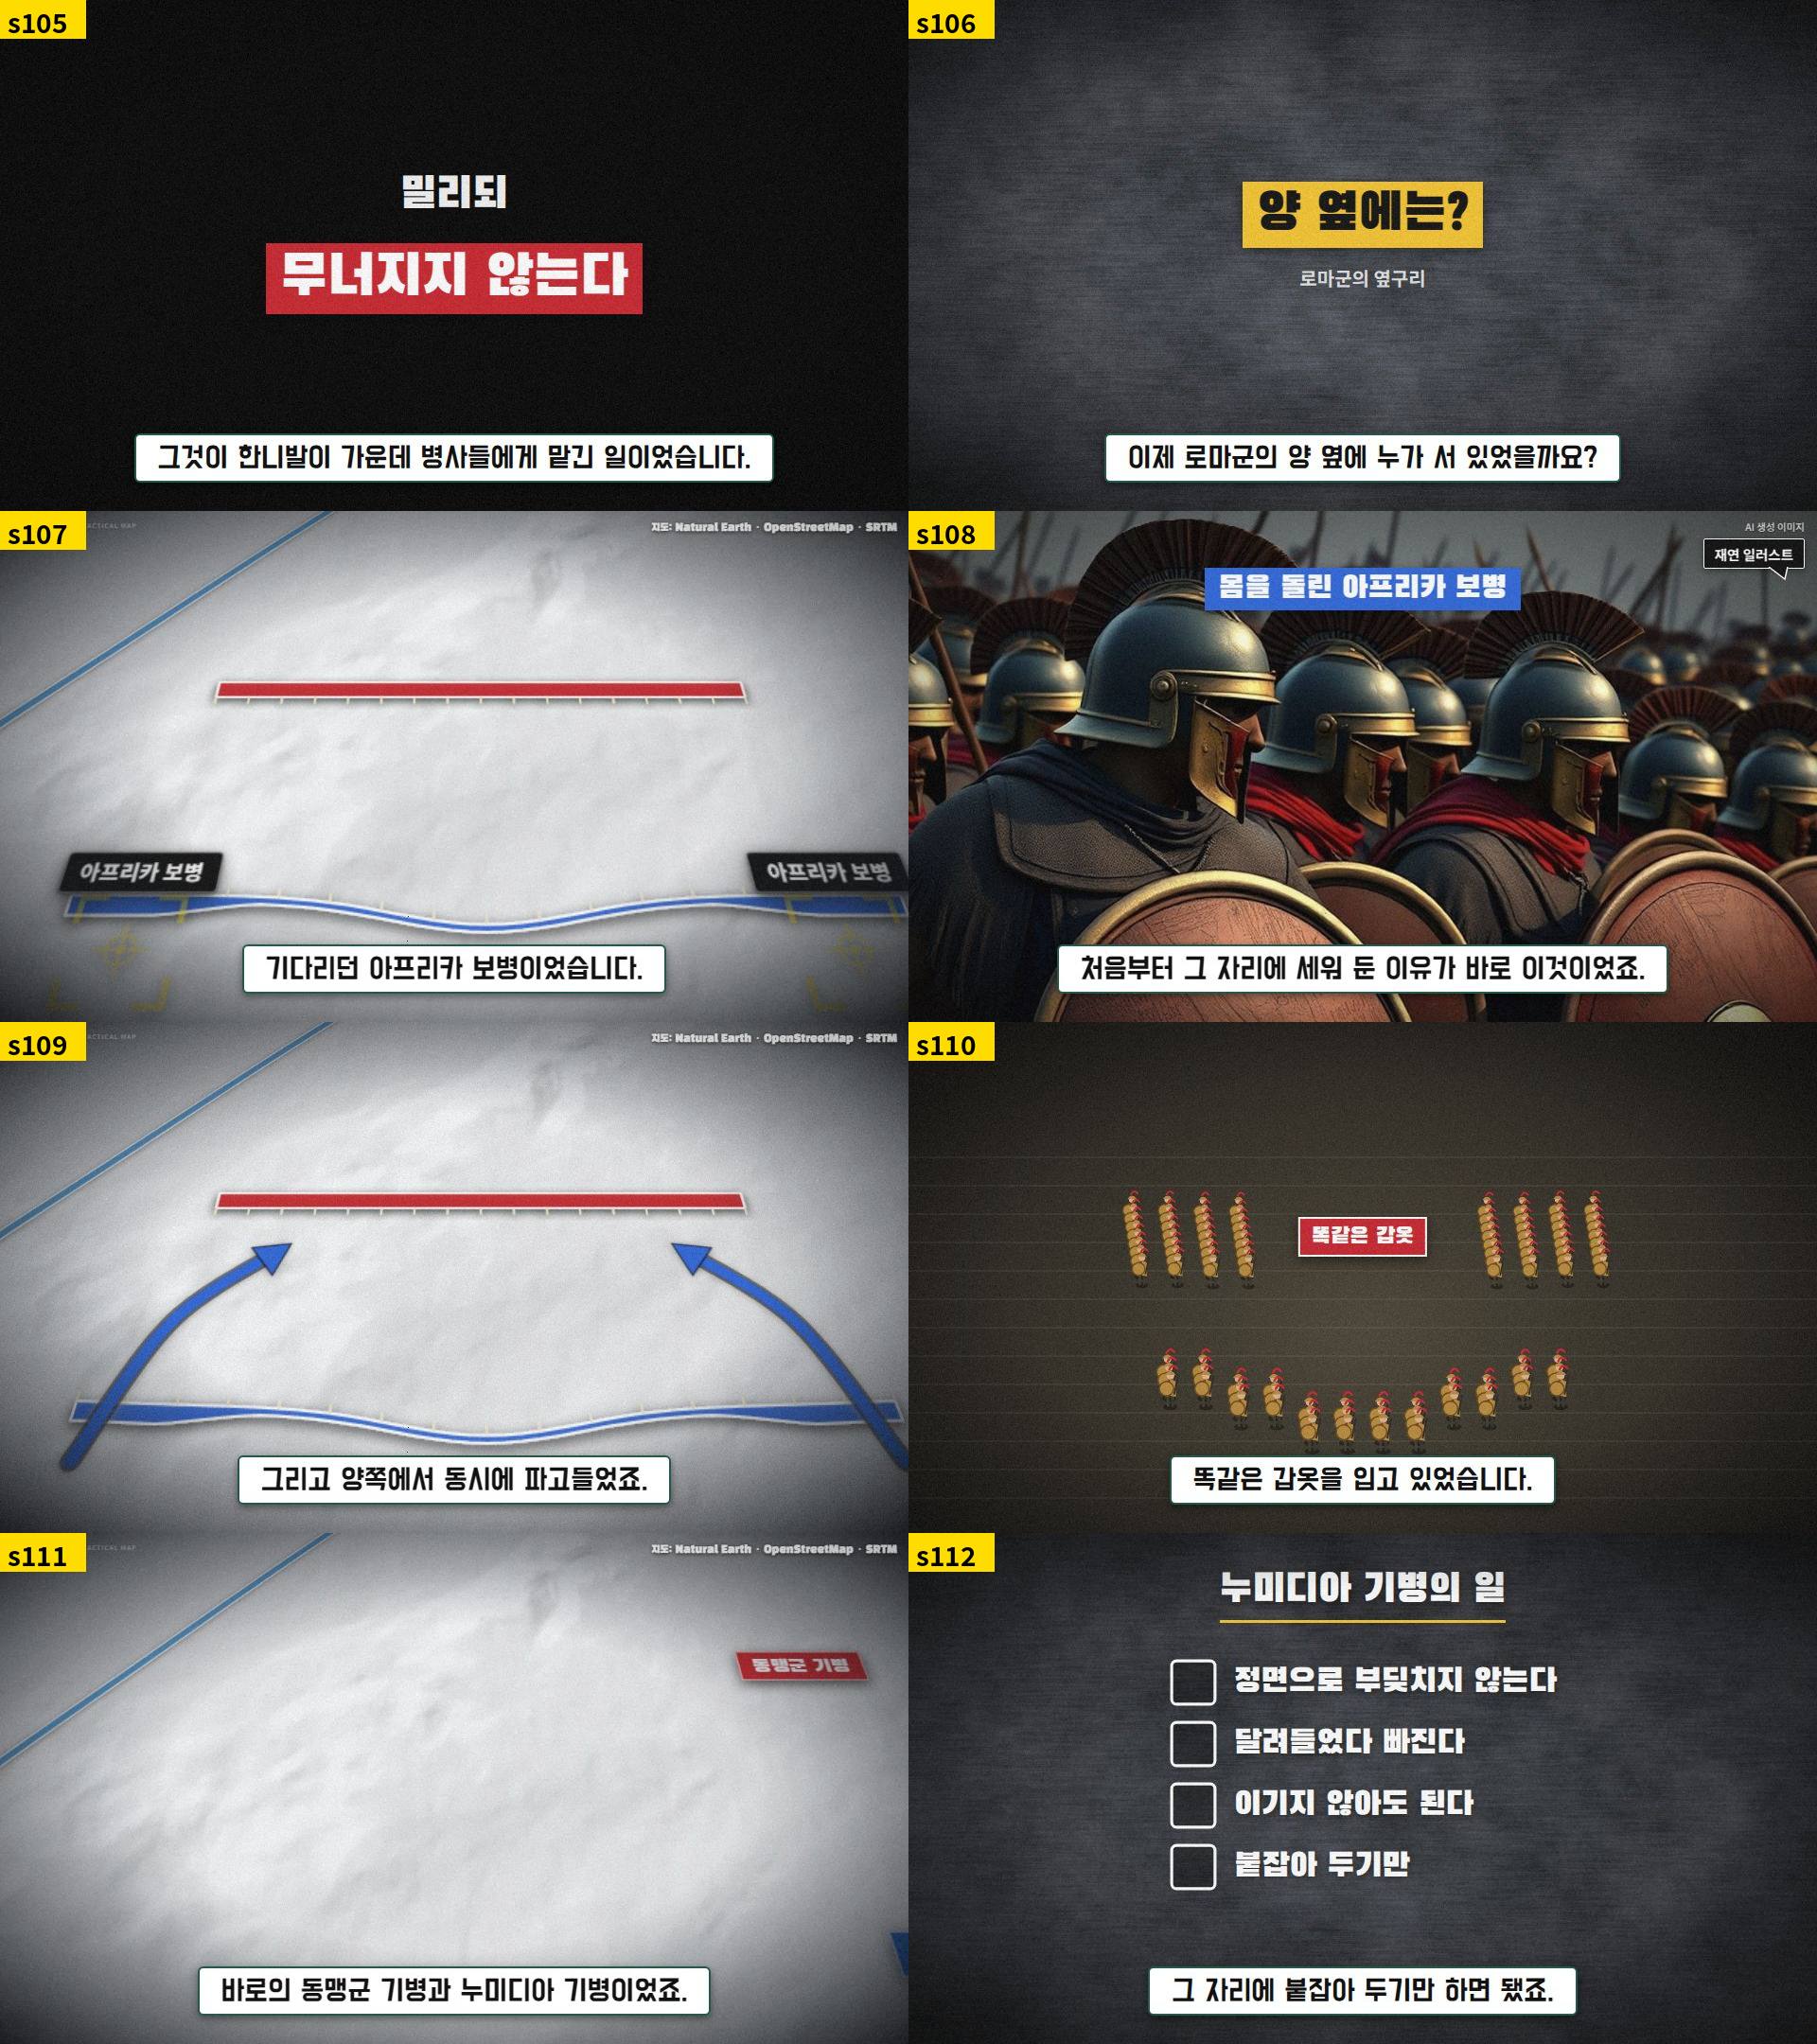 s105
밀리되
무너지지 않는다
그것이 한니발이 가운데 병사들에게 맡긴 일이었습니다.
s106
양 옆에는?
로마군의 옆구리
이제 로마군의 양 옆에 누가 서 있었을까요?
s107
ACTICAL MAP
지도: Natural Earth · OpenStreetMap · SRTM
아프리카 보병
아프리카 보병
기다리던 아프리카 보병이었습니다.
s108
AI 생성 이미지
재연 일러스트
몸을 돌린 아프리카 보병
처음부터 그 자리에 세워 둔 이유가 바로 이것이었죠.
s109
ACTICAL MAP
지도: Natural Earth · OpenStreetMap · SRTM
그리고 양쪽에서 동시에 파고들었죠.
s110
똑같은 갑옷
똑같은 갑옷을 입고 있었습니다.
s111
ACTICAL MAP
지도: Natural Earth · OpenStreetMap · SRTM
동맹군 기병
바로의 동맹군 기병과 누미디아 기병이었죠.
s112
누미디아 기병의 일
정면으로 부딪치지 않는다
달려들었다 빠진다
이기지 않아도 된다
붙잡아 두기만
그 자리에 붙잡아 두기만 하면 됐죠.